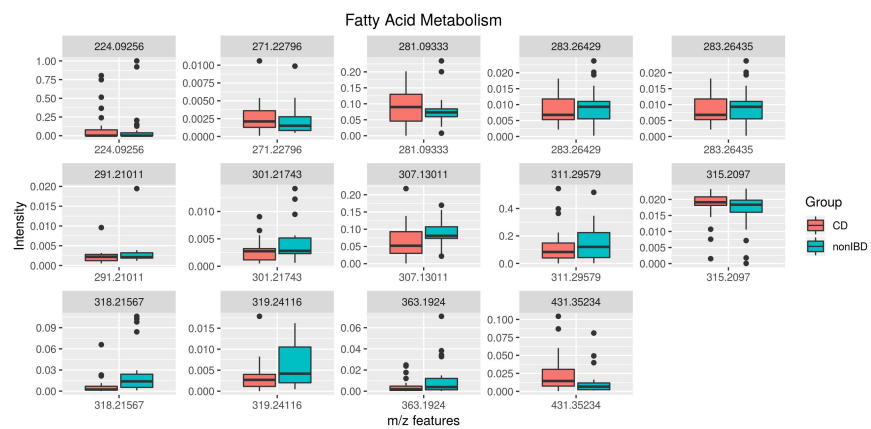 Fatty Acid Metabolism
224.09256 271.22796 281.09333 283.26429 283.26435
1.00 0.75 0.50 0.25 0.00
0.0100 0.0075 0.0050 0.0025 0.0000
0.20 0.15 0.10 0.05 0.00
0.020 0.015 0.010 0.005 0.000
0.020 0.015 0.010 0.005 0.000
224.09256 271.22796 281.09333 283.26429 283.26435
291.21011 301.21743 307.13011 311.29579 315.2097
0.020 0.015 0.010 0.005 0.000
0.010 0.005 0.000
0.20 0.15 0.10 0.05 0.00
0.4 0.2 0.0
0.020 0.015 0.010 0.005 0.000
291.21011 301.21743 307.13011 311.29579 315.2097
318.21567 319.24116 363.1924 431.35234
0.09 0.06 0.03 0.00
0.015 0.010 0.005 0.000
0.06 0.04 0.02 0.00
0.100 0.075 0.050 0.025 0.000
318.21567 319.24116 363.1924 431.35234
m/z features
Intensity
Group
CD
nonIBD